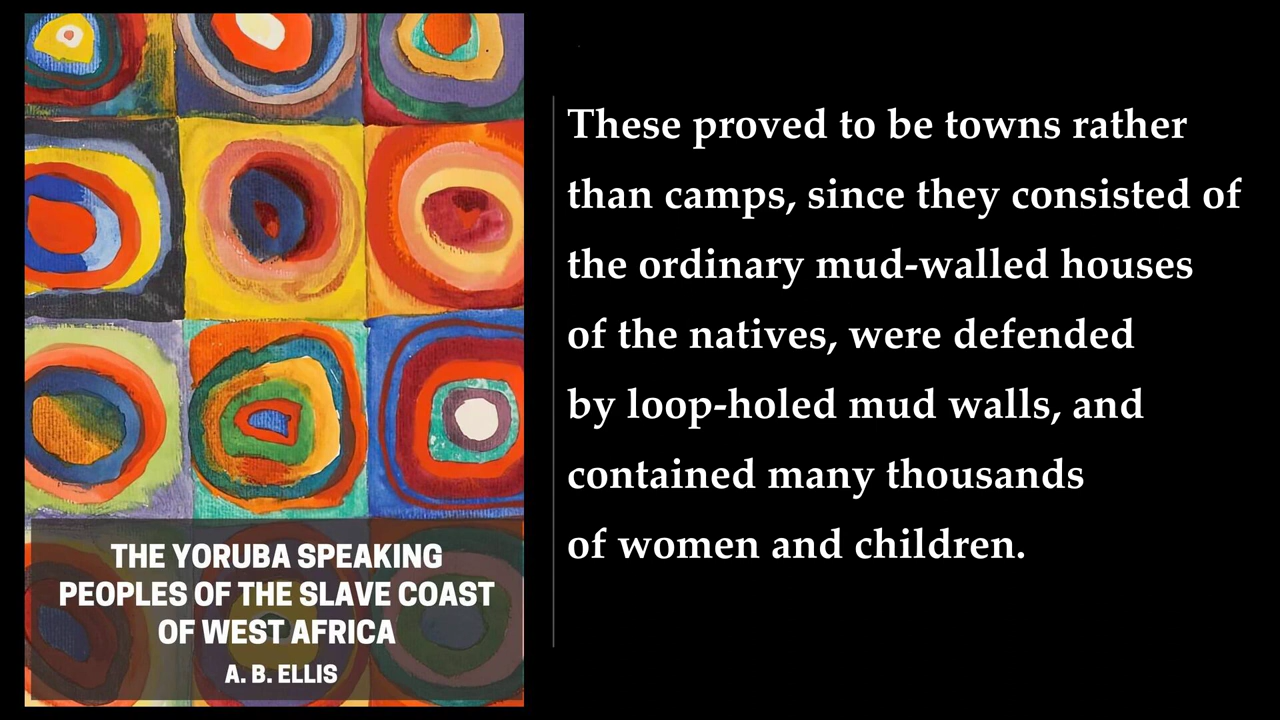 THE YORUBA SPEAKING
PEOPLES OF THE SLAVE COAST
OF WEST AFRICA
A. B. ELLIS
These proved to be towns rather
than camps, since they consisted of
the ordinary mud-walled houses
of the natives, were defended
by loop-holed mud walls, and
contained many thousands
of women and children.